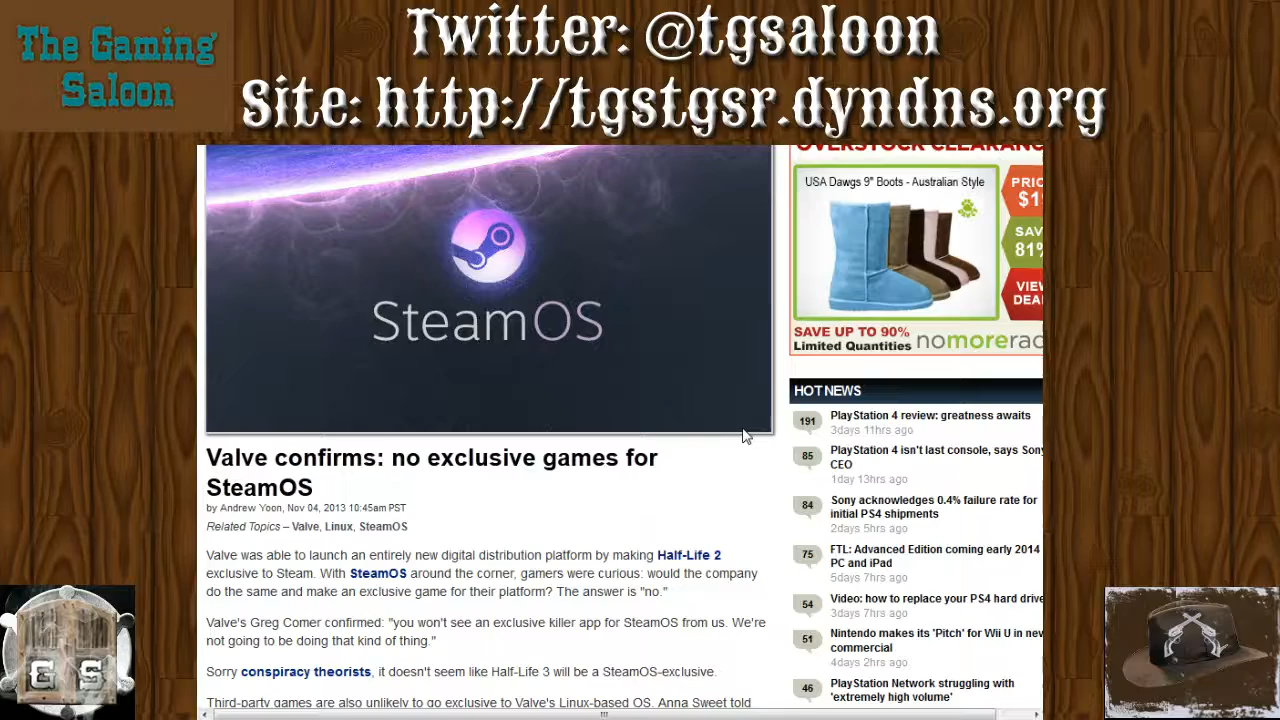 The Gaming
Saloon
Twitter: @tgsaloon
Site: http://tgstgsr.dyndns.org
SteamOS
Valve confirms: no exclusive games for
SteamOS
by Andrew Yoon, Nov 04, 2013 10:45am PST
Related Topics – Valve, Linux, SteamOS
Valve was able to launch an entirely new digital distribution platform by making Half-Life 2
exclusive to Steam. With SteamOS around the corner, gamers were curious: would the company
do the same and make an exclusive game for their platform? The answer is "no."
Valve's Greg Comer confirmed: "you won't see an exclusive killer app for SteamOS from us. We're
not going to be doing that kind of thing."
Sorry conspiracy theorists, it doesn't seem like Half-Life 3 will be a SteamOS-exclusive.
Third-party games are also unlikely to go exclusive to Valve's Linux-based OS. Anna Sweet told
OVERSTOCK CLEARAN
USA Dawgs 9" Boots - Australian Style
PRIC
$1
SAV
81%
VIEW
DEA
SAVE UP TO 90%
Limited Quantities nomorerac
HOT NEWS
191 PlayStation 4 review: greatness awaits
3days 11hrs ago
85 PlayStation 4 isn't last console, says Sony
CEO
1day 13hrs ago
84 Sony acknowledges 0.4% failure rate for
initial PS4 shipments
2days 5hrs ago
75 FTL: Advanced Edition coming early 2014
PC and iPad
5days 7hrs ago
54 Video: how to replace your PS4 hard drive
3days 7hrs ago
51 Nintendo makes its 'Pitch' for Wii U in new
commercial
4days 2hrs ago
46 PlayStation Network struggling with
'extremely high volume'
G S